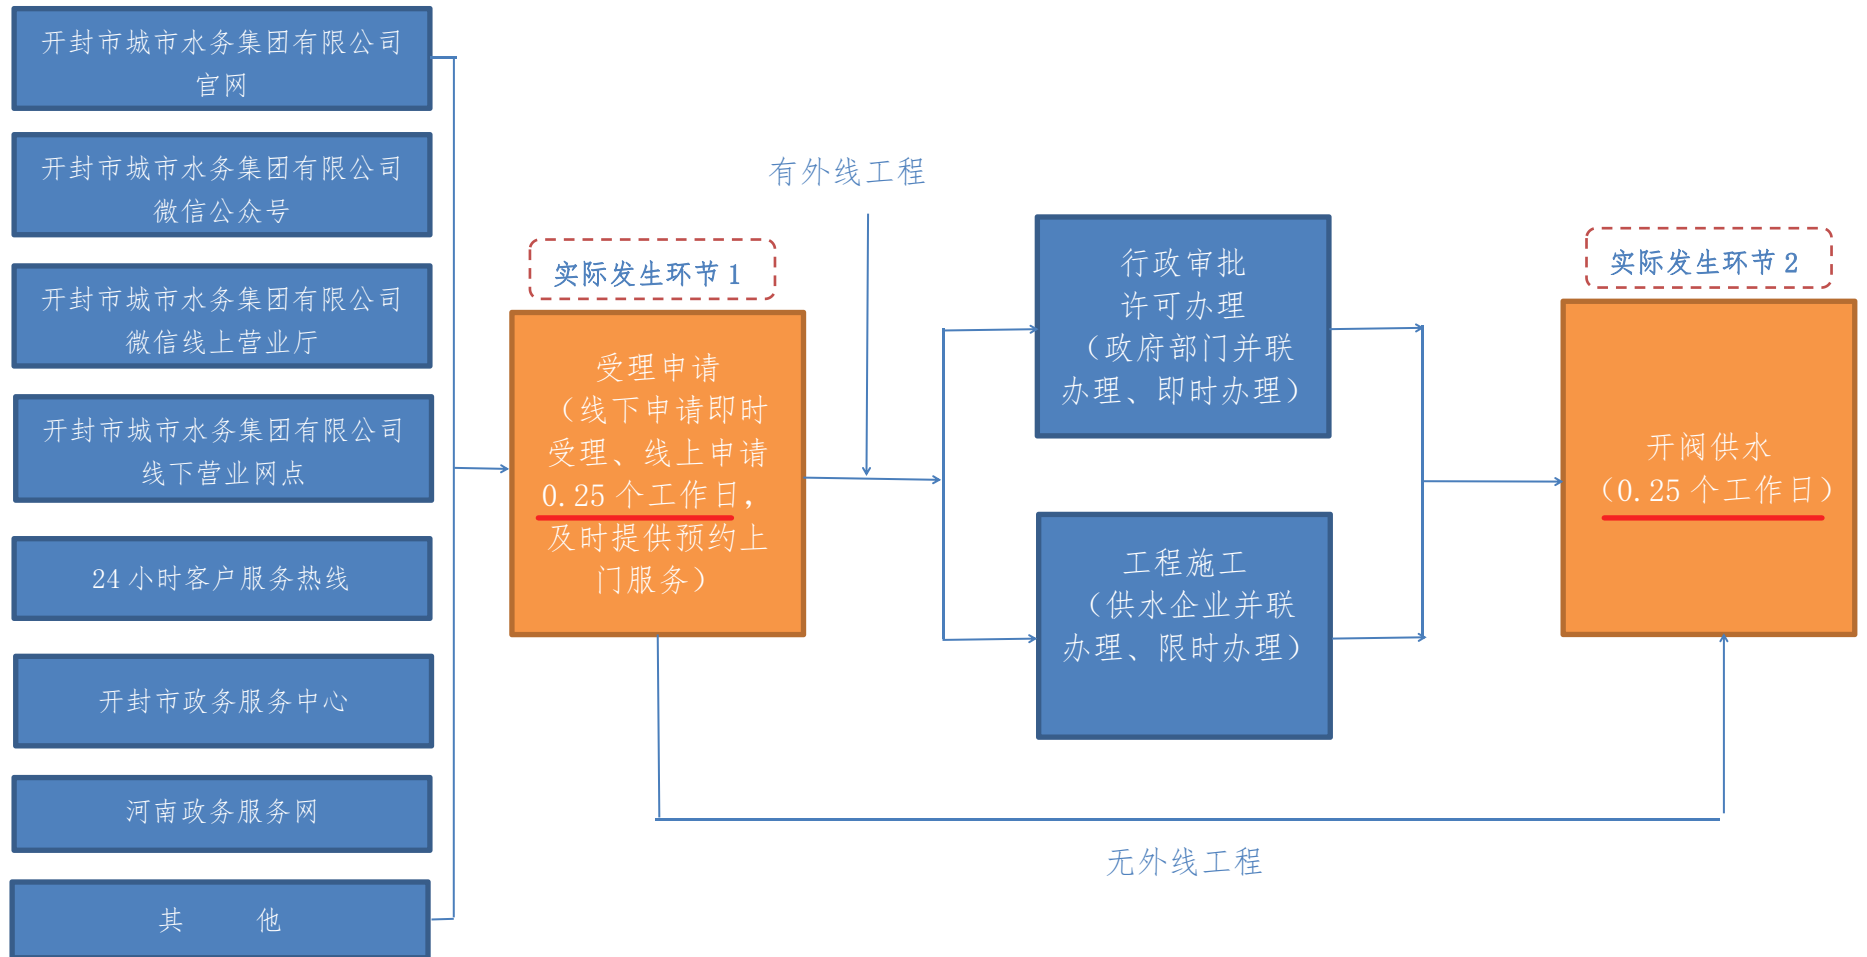 开封市城市水务集团有限公司
官网
开封市城市水务集团有限公司
微信公众号
开封市城市水务集团有限公司
微信线上营业厅
开封市城市水务集团有限公司
线下营业网点
24小时客户服务热线
开封市政务服务中心
河南政务服务网
其 他
实际发生环节1
受理申请
（线下申请即时
受理、线上申请
0.25个工作日，
及时提供预约上
门服务）
有外线工程
行政审批
许可办理
（政府部门并联
办理、即时办理）
工程施工
（供水企业并联
办理、限时办理）
无外线工程
实际发生环节2
开阀供水
（0.25个工作日）